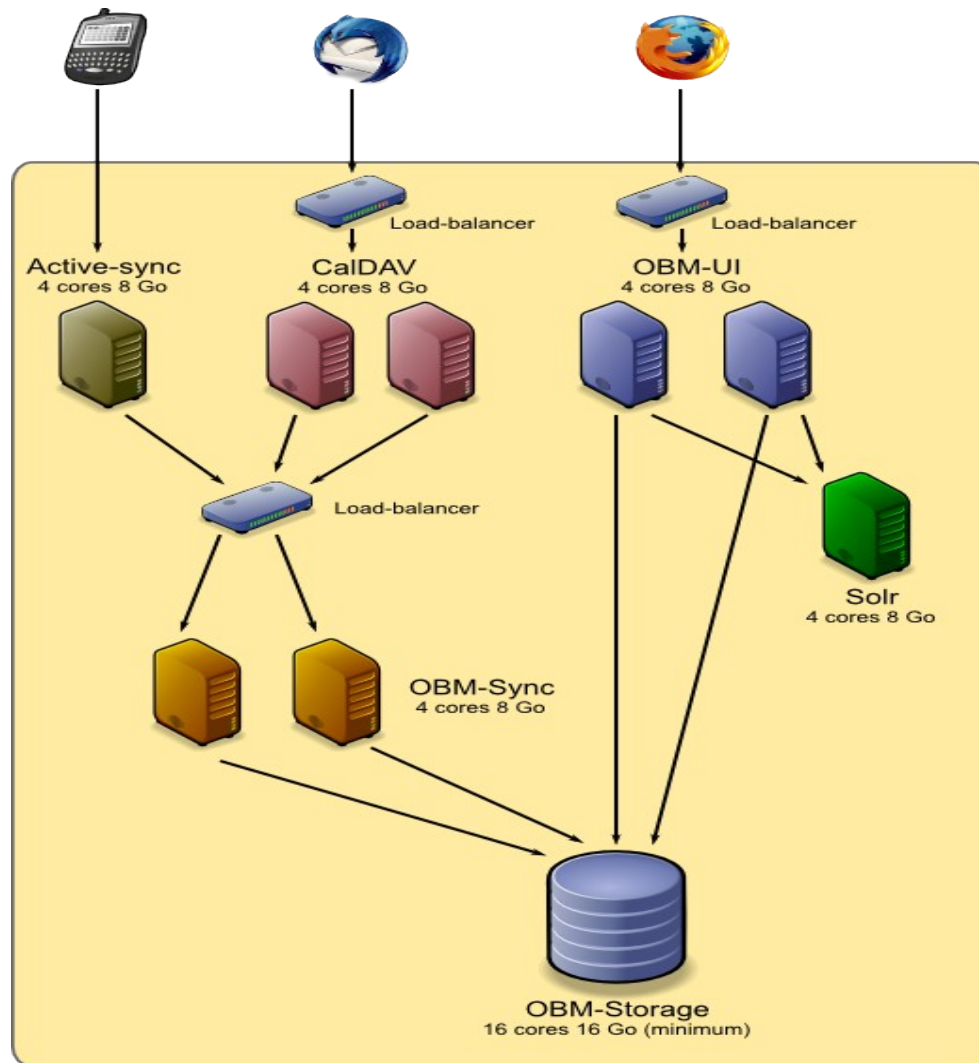 Load-balancer
Load-balancer
Active-sync
4 cores 8 Go
CalDAV
4 cores 8 Go
OBM-UI
4 cores 8 Go
Load-balancer
Solr
4 cores 8 Go
OBM-Sync
4 cores 8 Go
OBM-Storage
16 cores 16 Go (minimum)